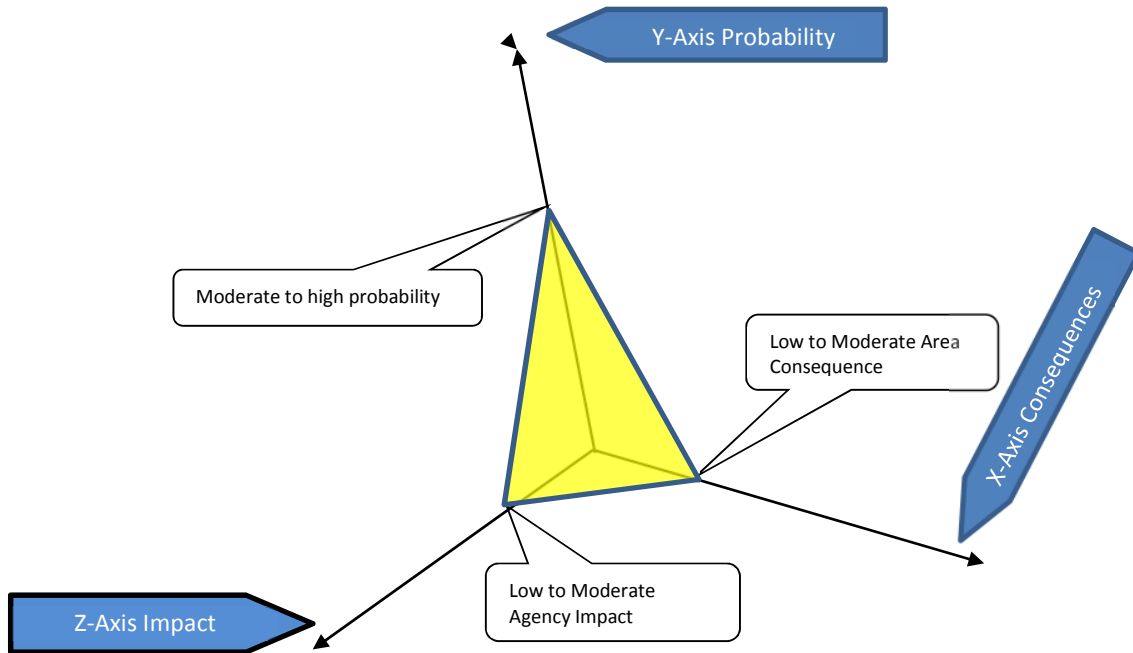 Y-Axis Probability
Moderate to high probability
Low to Moderate Area
Consequence
X-Axis Consequences
Low to Moderate
Agency Impact
Z-Axis Impact